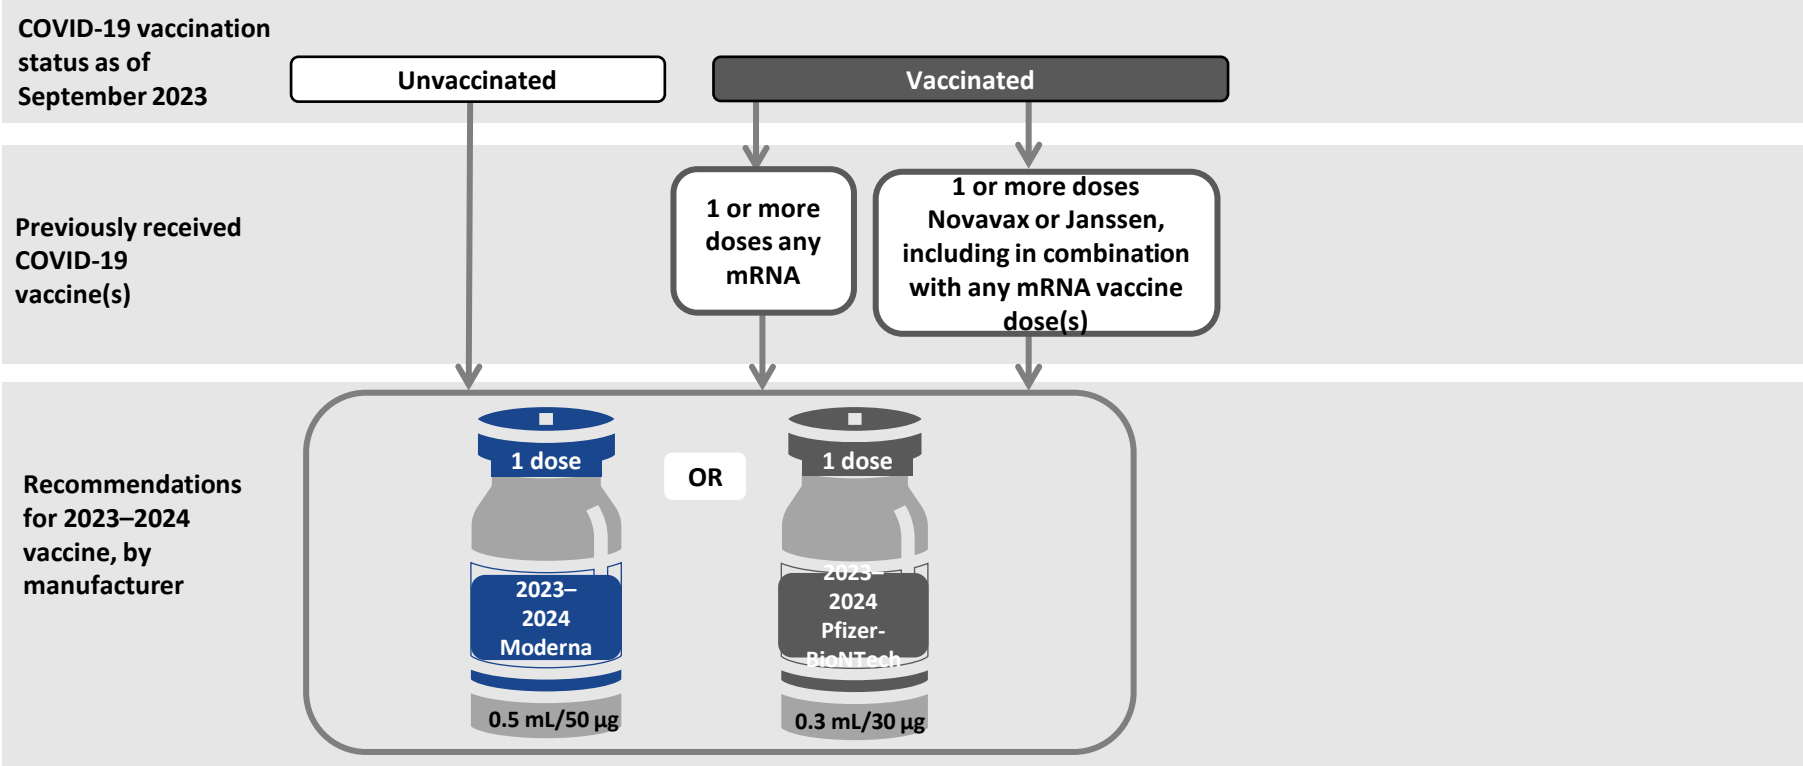 COVID-19 vaccination
status as of
September 2023
Unvaccinated
Vaccinated
Previously received
COVID-19
vaccine(s)
1 or more
doses any
mRNA
1 or more doses
Novavax or Janssen,
including in combination
with any mRNA vaccine
dose(s)
Recommendations
for 2023–2024
vaccine, by
manufacturer
1 dose
2023–
2024
Moderna
0.5 mL/50 µg
OR
1 dose
2023–
2024
Pfizer-
BioNTech
0.3 mL/30 µg